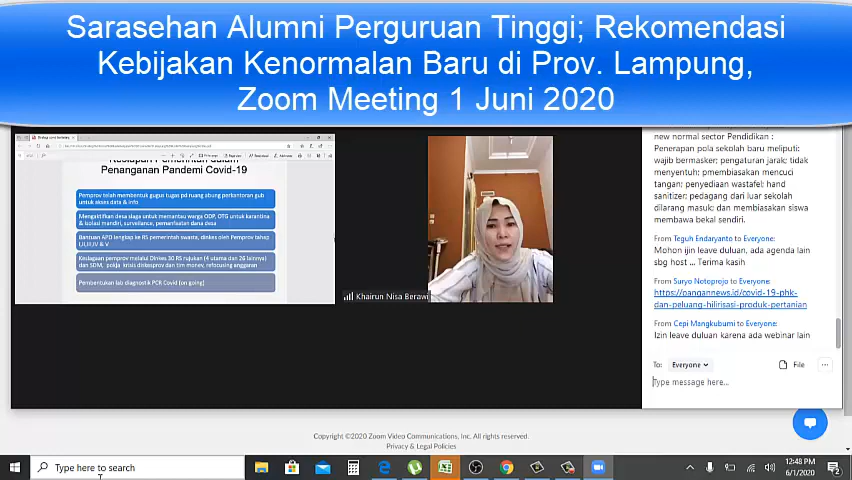 Sarasehan Alumni Perguruan Tinggi; Rekomendasi
Kebijakan Kenormalan Baru di Prov. Lampung,
Zoom Meeting 1 Juni 2020
Penanganan Pandemi Covid-19
Pemprov telah membentuk gugus tugas pd ruang abung perkantoran gub
untuk akses data & info
Mengaktifkan desa siaga untuk memantau warga ODP, OTG untuk karantina
& isolasi mandiri, surveilance, pemanfaatan dana desa
Bantuan APD lengkap ke RS pemerintah swasta, dinkes oleh Pemprov tahap
I,II,III,IV & V
Kesiagaan pemprov melalui Dinkes 30 RS rujukan (4 utama dan 26 lainnya)
dan SDM, pokja krisis diskesprov dan tim monev, refocusing anggaran
Pembentukan lab diagnostik PCR Covid (on going)
Khairun Nisa Berawi
new normal sector Pendidikan :
Penerapan pola sekolah baru meliputi:
wajib bermasker; pengaturan jarak; tidak
menyentuh; pmembiasakan mencuci
tangan; penyediaan wastafel; hand
sanitizer; pedagang dari luar sekolah
dilarang masuk; dan membiasakan siswa
membawa bekal sendiri.
From Teguh Endaryanto to Everyone:
Mohon ijin leave duluan, ada agenda lain
sbg host ... Terima kasih
From Suryo Notoprojo to Everyone:
https://pangannews.id/covid-19-phk-
dan-peluang-hilirisasi-produk-pertanian
From Cepi Mangkubumi to Everyone:
Izin leave duluan karena ada webinar lain
To: Everyone File ...
Type message here...
Copyright ©2020 Zoom Video Communications, Inc. All rights reserved.
Privacy & Legal Policies
Type here to search
12:48 PM
6/1/2020
2